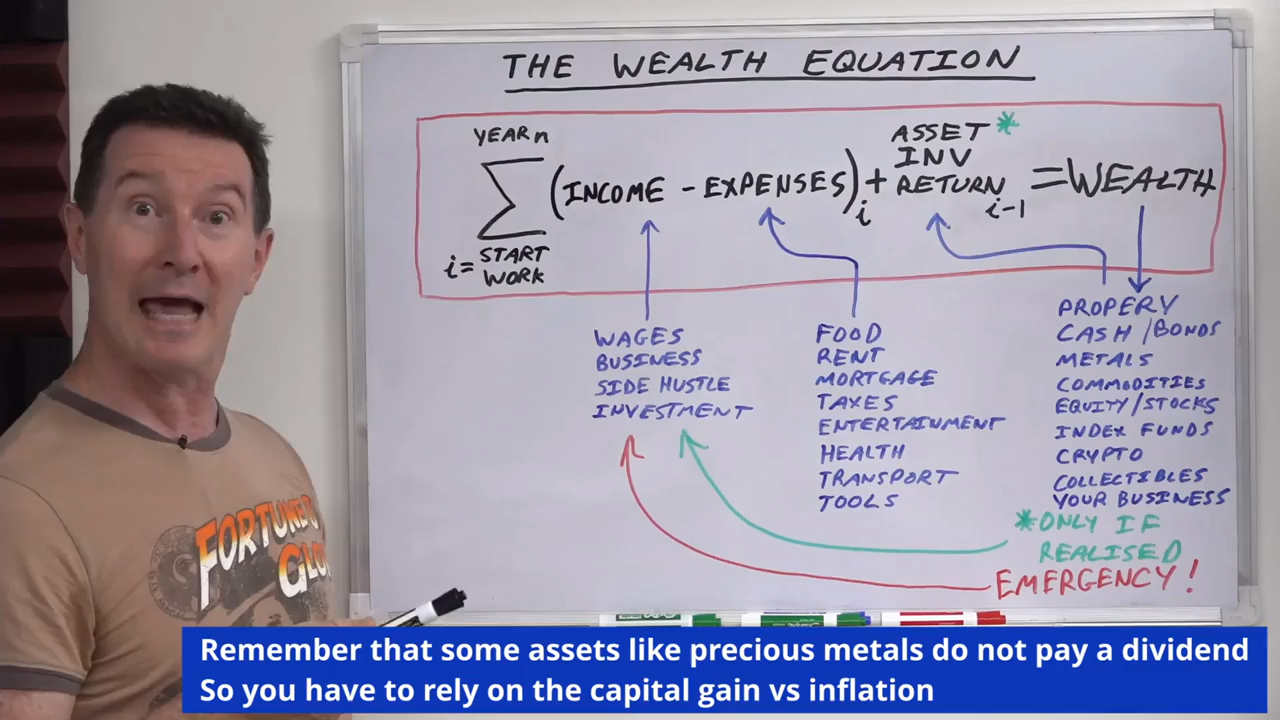 THE WEALTH EQUATION
YEAR n
∑ (INCOME - EXPENSES)i + ASSET * INV RETURN i-1 = WEALTH
i = START WORK
WAGES
BUSINESS
SIDE HUSTLE
INVESTMENT
FOOD
RENT
MORTGAGE
TAXES
ENTERTAINMENT
HEALTH
TRANSPORT
TOOLS
PROPERY
CASH / BONDS
METALS
COMMODITIES
EQUITY/STOCKS
INDEX FUNDS
CRYPTO
COLLECTIBLES
YOUR BUSINESS
*ONLY IF
REALISED
EMERGENCY!
FORTUNE
Remember that some assets like precious metals do not pay a dividend
So you have to rely on the capital gain vs inflation